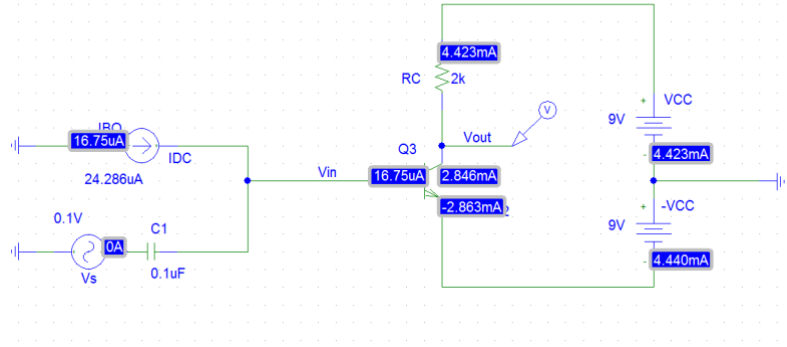 4.423mA
RC
2k
V
VCC
9V
IBQ
16.75uA
IDC
Vout
Q3
4.423mA
Vin
16.75uA
2.846mA
24.286uA
-2.863mA
2
-VCC
0.1V
C1
9V
0A
4.440mA
Vs
0.1uF
+
-
+
-